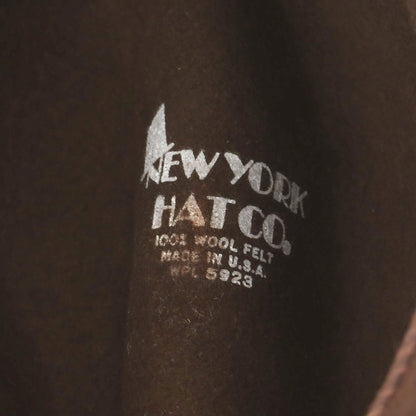 NEW YORK
HAT CO.
100% WOOL FELT
MADE IN U.S.A.
WPL 5923